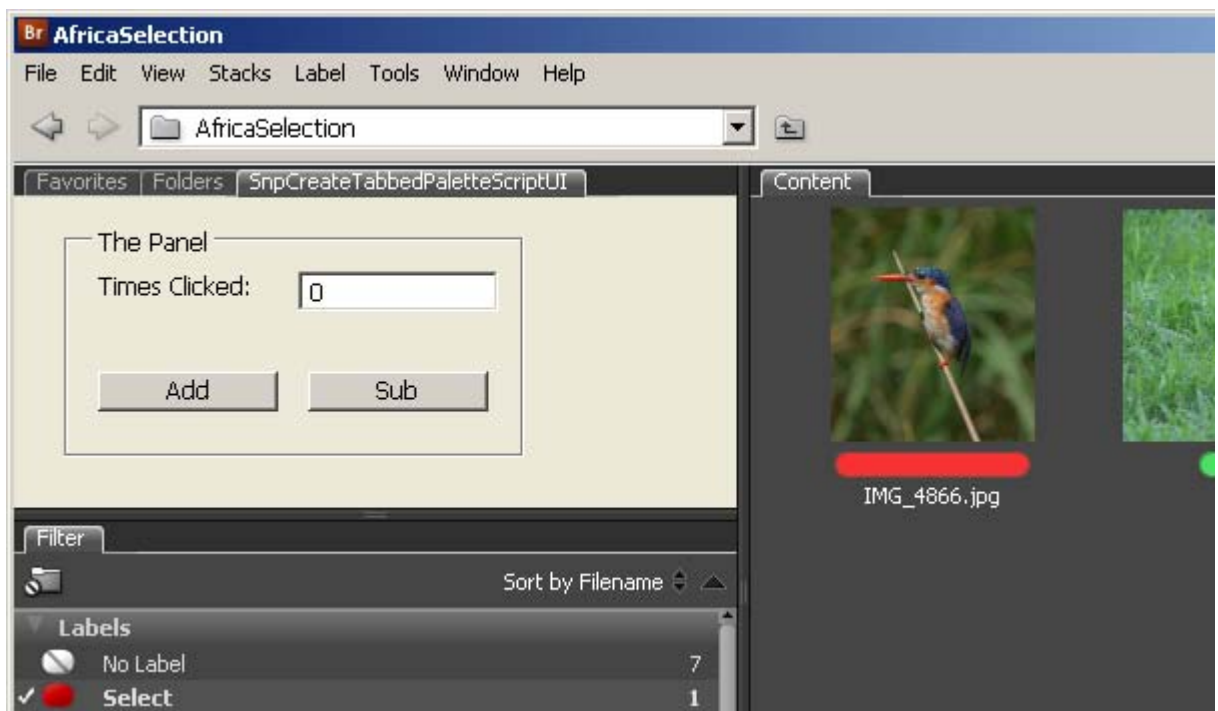 Br AfricaSelection
File Edit View Stacks Label Tools Window Help
AfricaSelection
Favorites Folders SnpCreateTabbedPaletteScriptUI
Content
The Panel
Times Clicked: 0
Add Sub
IMG_4866.jpg
Filter
Sort by Filename
Labels
No Label 7
Select 1